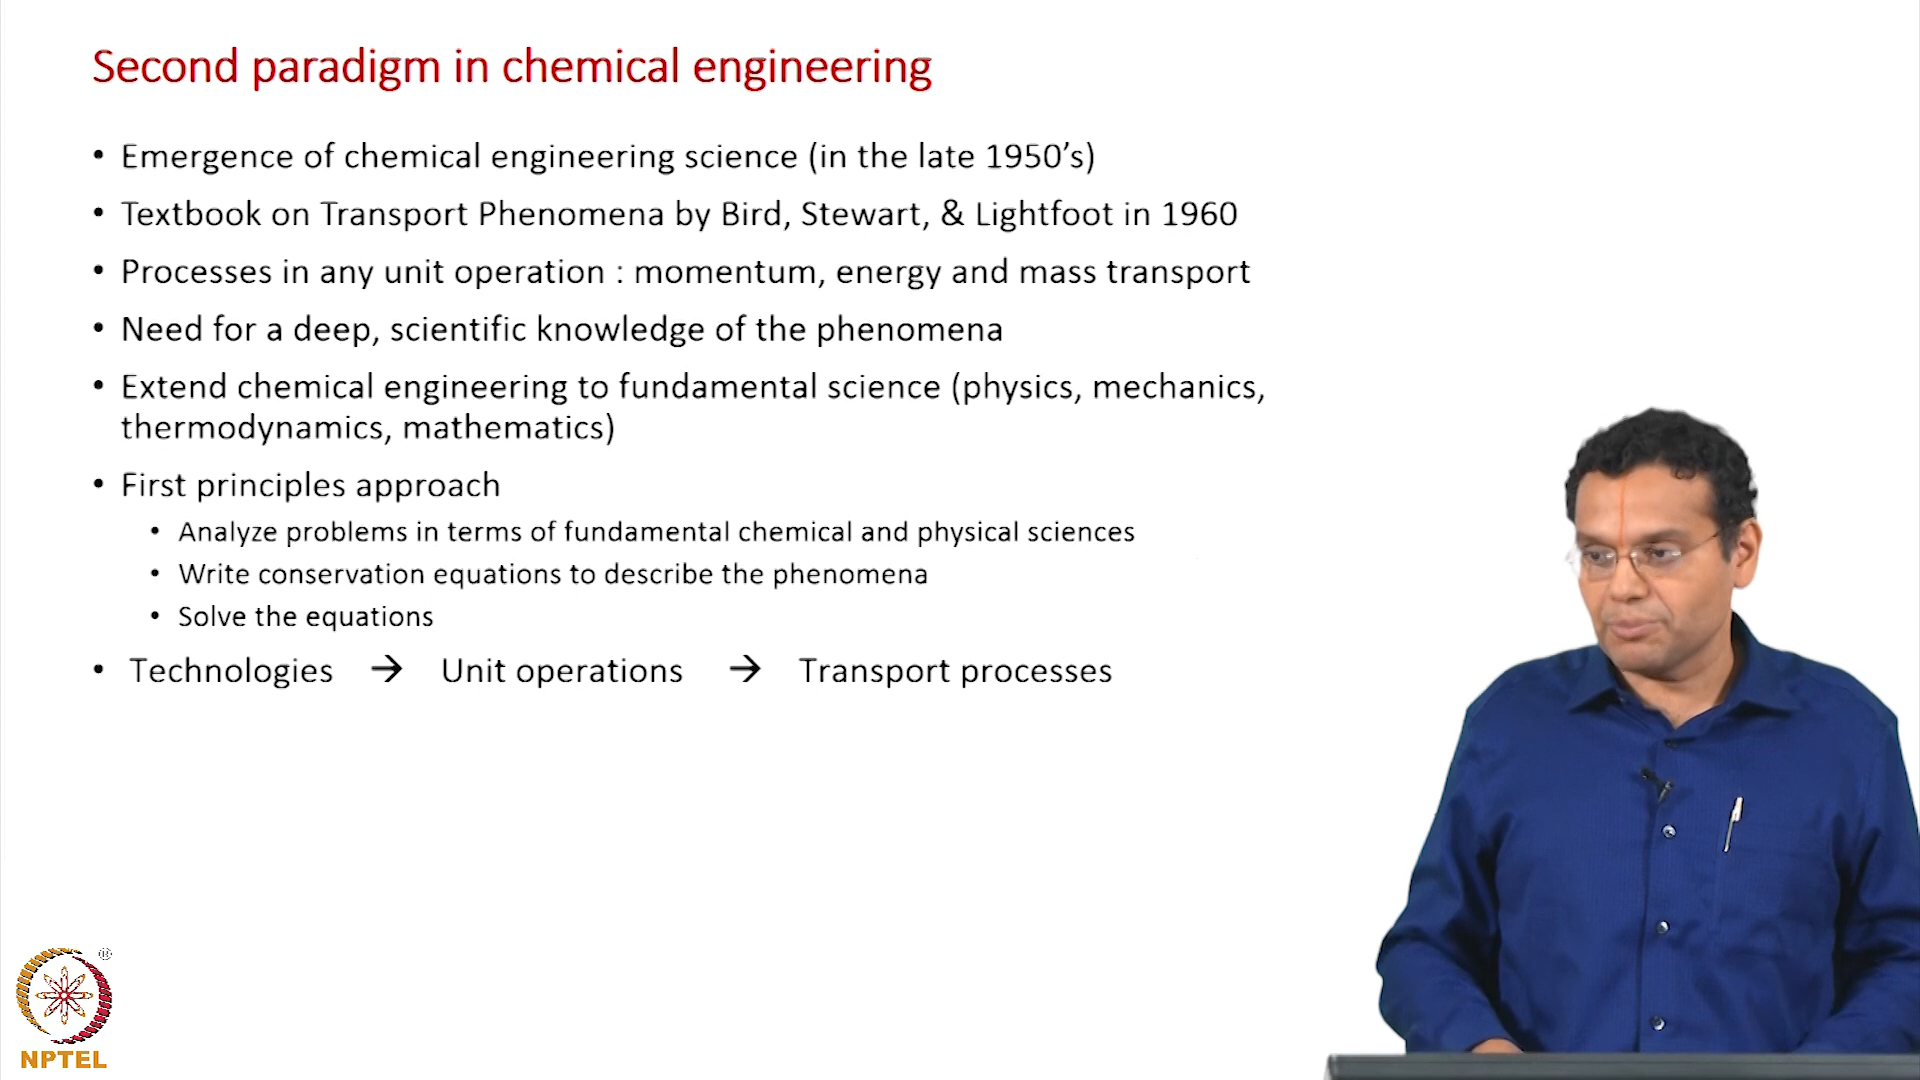 Second paradigm in chemical engineering
• Emergence of chemical engineering science (in the late 1950’s)
• Textbook on Transport Phenomena by Bird, Stewart, & Lightfoot in 1960
• Processes in any unit operation : momentum, energy and mass transport
• Need for a deep, scientific knowledge of the phenomena
• Extend chemical engineering to fundamental science (physics, mechanics,
thermodynamics, mathematics)
• First principles approach
• Analyze problems in terms of fundamental chemical and physical sciences
• Write conservation equations to describe the phenomena
• Solve the equations
• Technologies → Unit operations → Transport processes
®
NPTEL